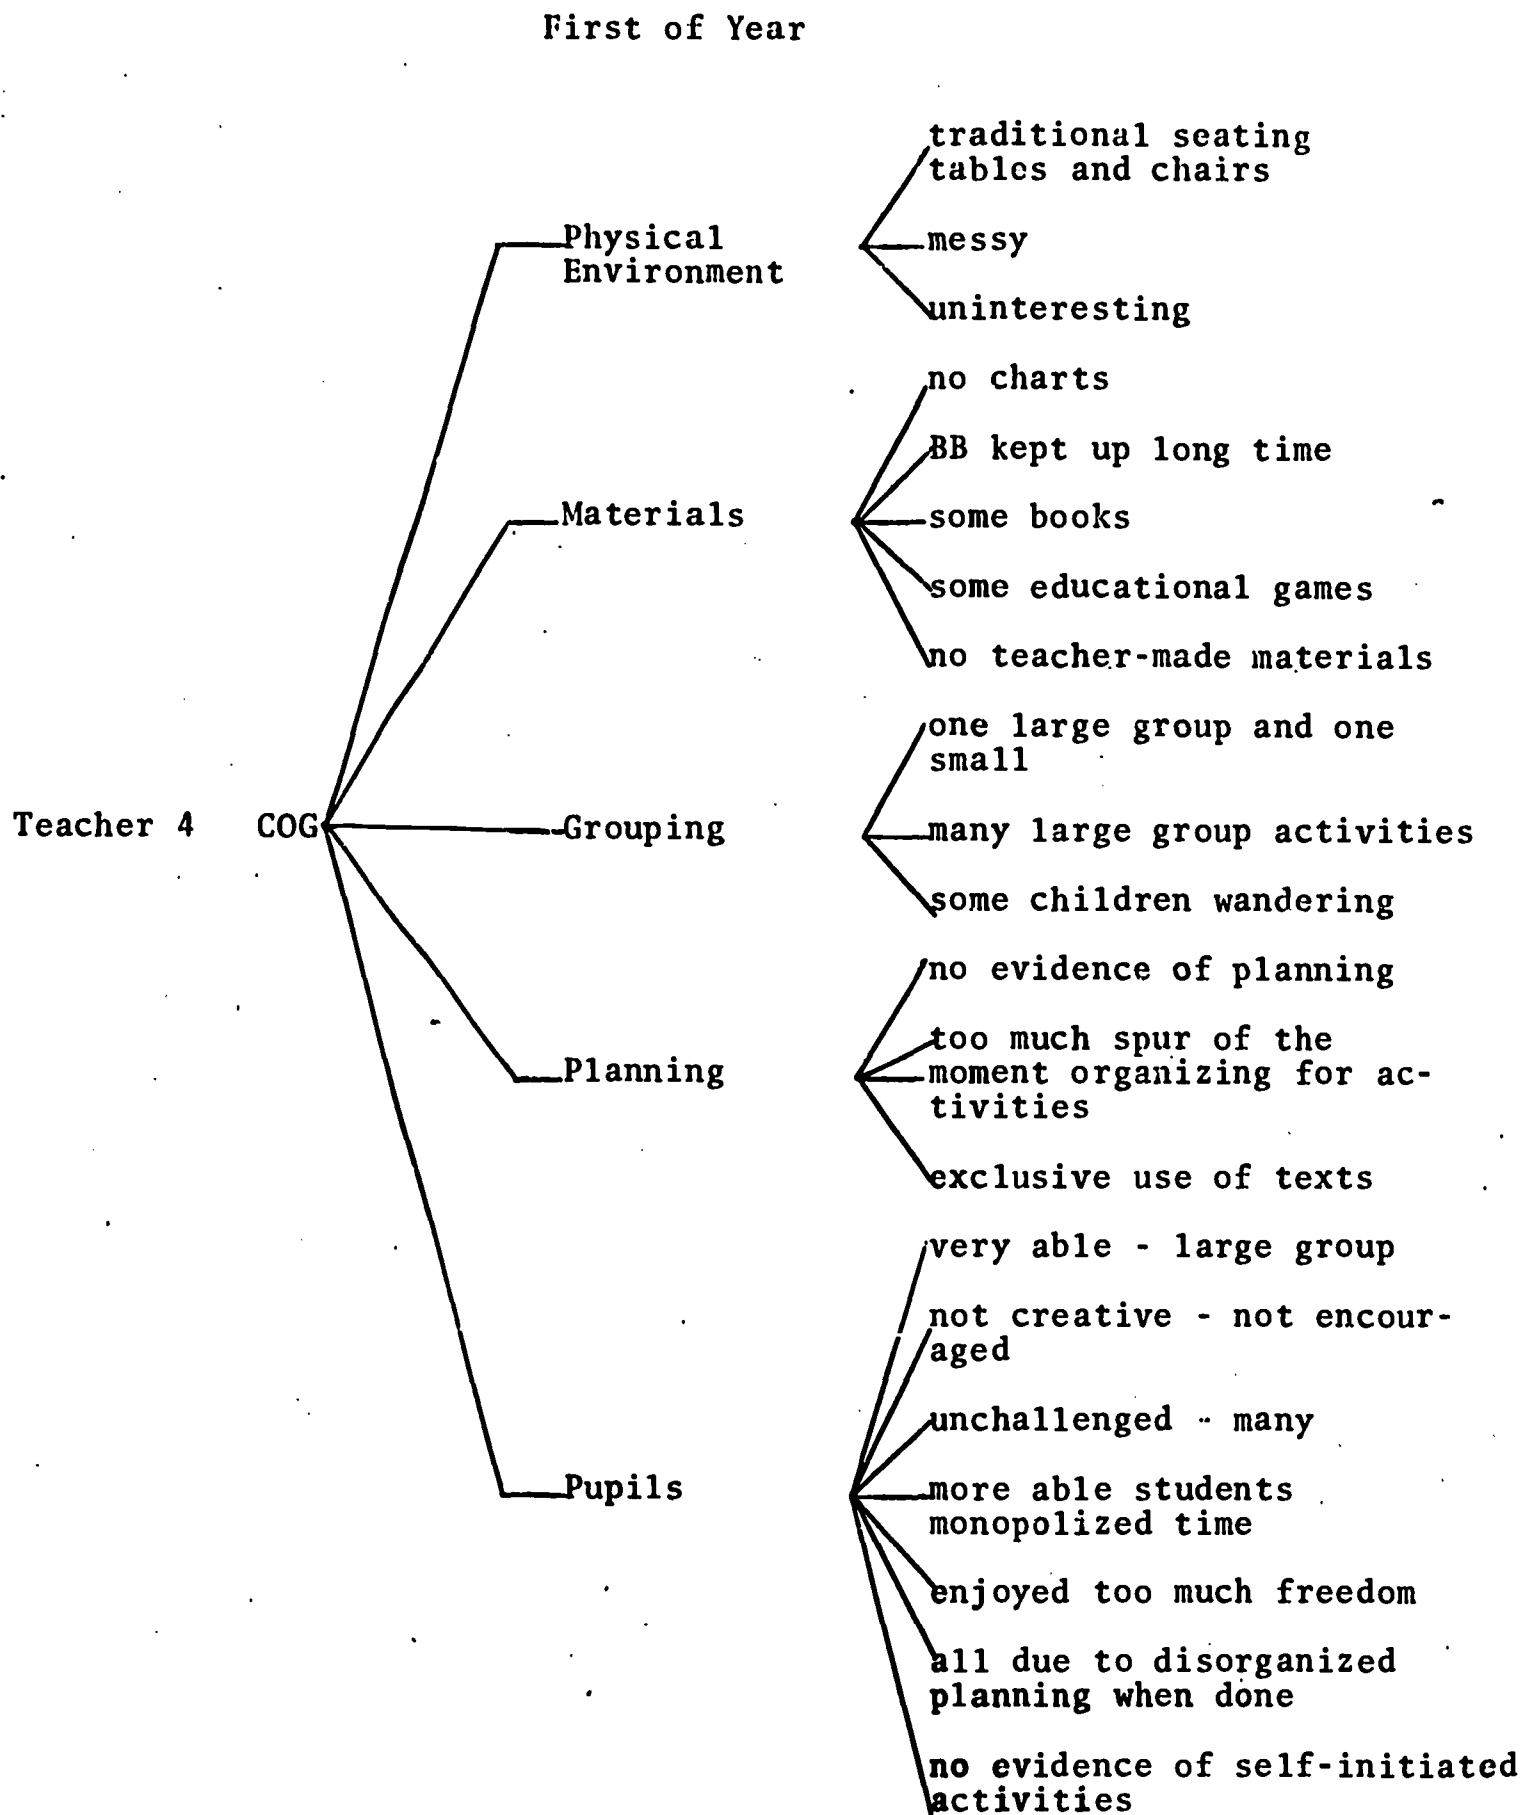 First of Year
traditional seating
tables and chairs
Physical
Environment
messy
uninteresting
no charts
BB kept up long time
Materials
some books
some educational games
no teacher-made materials
one large group and one
small
Teacher 4 COG
Grouping
many large group activities
some children wandering
no evidence of planning
too much spur of the
Planning
moment organizing for ac-
tivities
exclusive use of texts
very able - large group
not creative - not encour-
aged
unchallenged - many
Pupils
more able students
monopolized time
enjoyed too much freedom
all due to disorganized
planning when done
no evidence of self-initiated
activities